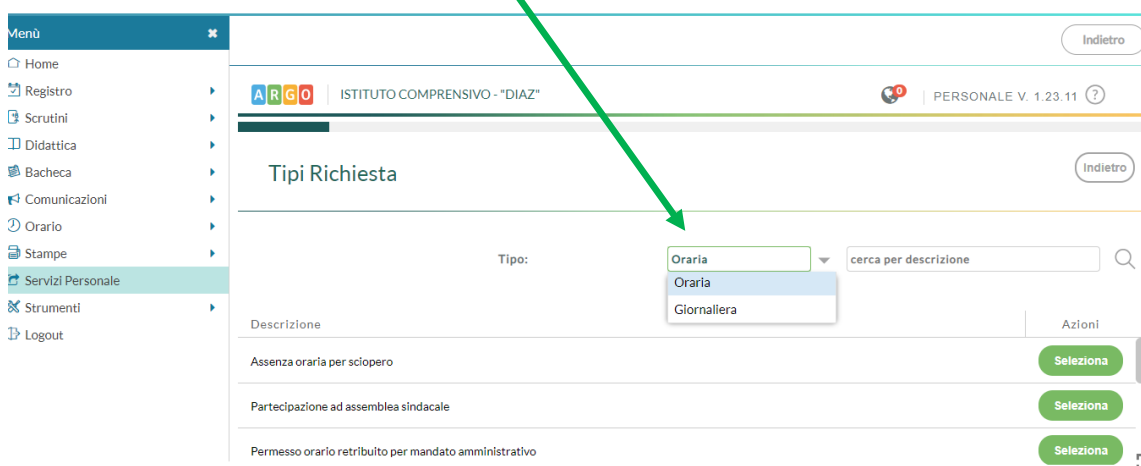 Menù
Indietro
Home
Registro
ARGO ISTITUTO COMPRENSIVO - "DIAZ" 0 PERSONALE V. 1.23.11 ?
Scrutini
Didattica
Bacheca
Tipi Richiesta Indietro
Comunicazioni
Orario
Stampe
Tipo: Oraria cerca per descrizione
Servizi Personale
Oraria
Strumenti
Giornaliera
Descrizione Azioni
Logout
Assenza oraria per sciopero Seleziona
Partecipazione ad assemblea sindacale Seleziona
Permesso orario retribuito per mandato amministrativo Seleziona